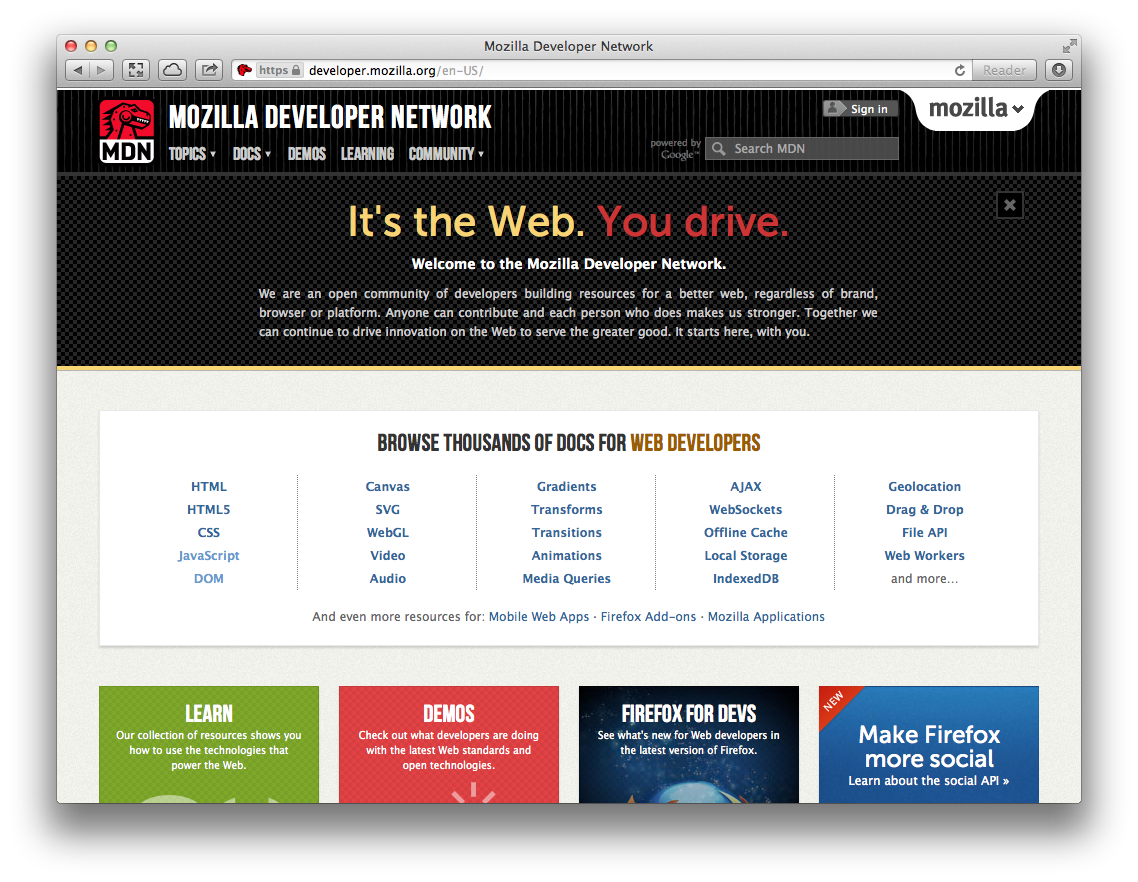 Mozilla Developer Network
https developer.mozilla.org/en-US/ Reader
MDN
MOZILLA DEVELOPER NETWORK
Sign in
mozilla
TOPICS DOCS DEMOS LEARNING COMMUNITY
powered by
Google™
Search MDN
It's the Web. You drive.
Welcome to the Mozilla Developer Network.
We are an open community of developers building resources for a better web, regardless of brand,
browser or platform. Anyone can contribute and each person who does makes us stronger. Together we
can continue to drive innovation on the Web to serve the greater good. It starts here, with you.
BROWSE THOUSANDS OF DOCS FOR WEB DEVELOPERS
HTML
HTML5
CSS
JavaScript
DOM
Canvas
SVG
WebGL
Video
Audio
Gradients
Transforms
Transitions
Animations
Media Queries
AJAX
WebSockets
Offline Cache
Local Storage
IndexedDB
Geolocation
Drag & Drop
File API
Web Workers
and more...
And even more resources for: Mobile Web Apps · Firefox Add-ons · Mozilla Applications
LEARN
Our collection of resources shows you
how to use the technologies that
power the Web.
DEMOS
Check out what developers are doing
with the latest Web standards and
open technologies.
FIREFOX FOR DEVS
See what's new for Web developers in
the latest version of Firefox.
NEW
Make Firefox
more social
Learn about the social API »